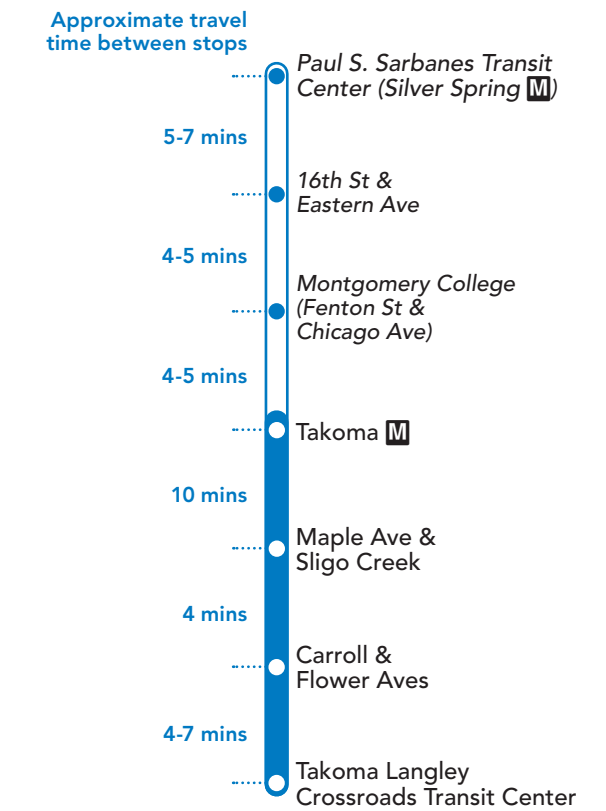 Approximate travel
time between stops
Paul S. Sarbanes Transit
Center (Silver Spring M)
5-7 mins
16th St &
Eastern Ave
4-5 mins
Montgomery College
(Fenton St &
Chicago Ave)
4-5 mins
Takoma M
10 mins
Maple Ave &
Sligo Creek
4 mins
Carroll &
Flower Aves
4-7 mins
Takoma Langley
Crossroads Transit Center